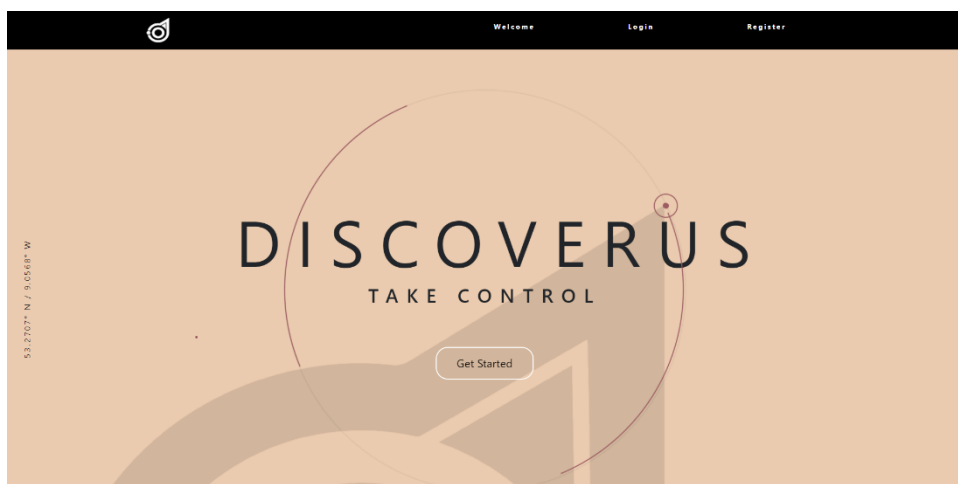 Welcome
Login
Register
DISCOVERUS
TAKE CONTROL
Get Started
53.2707° N / 9.0568° W